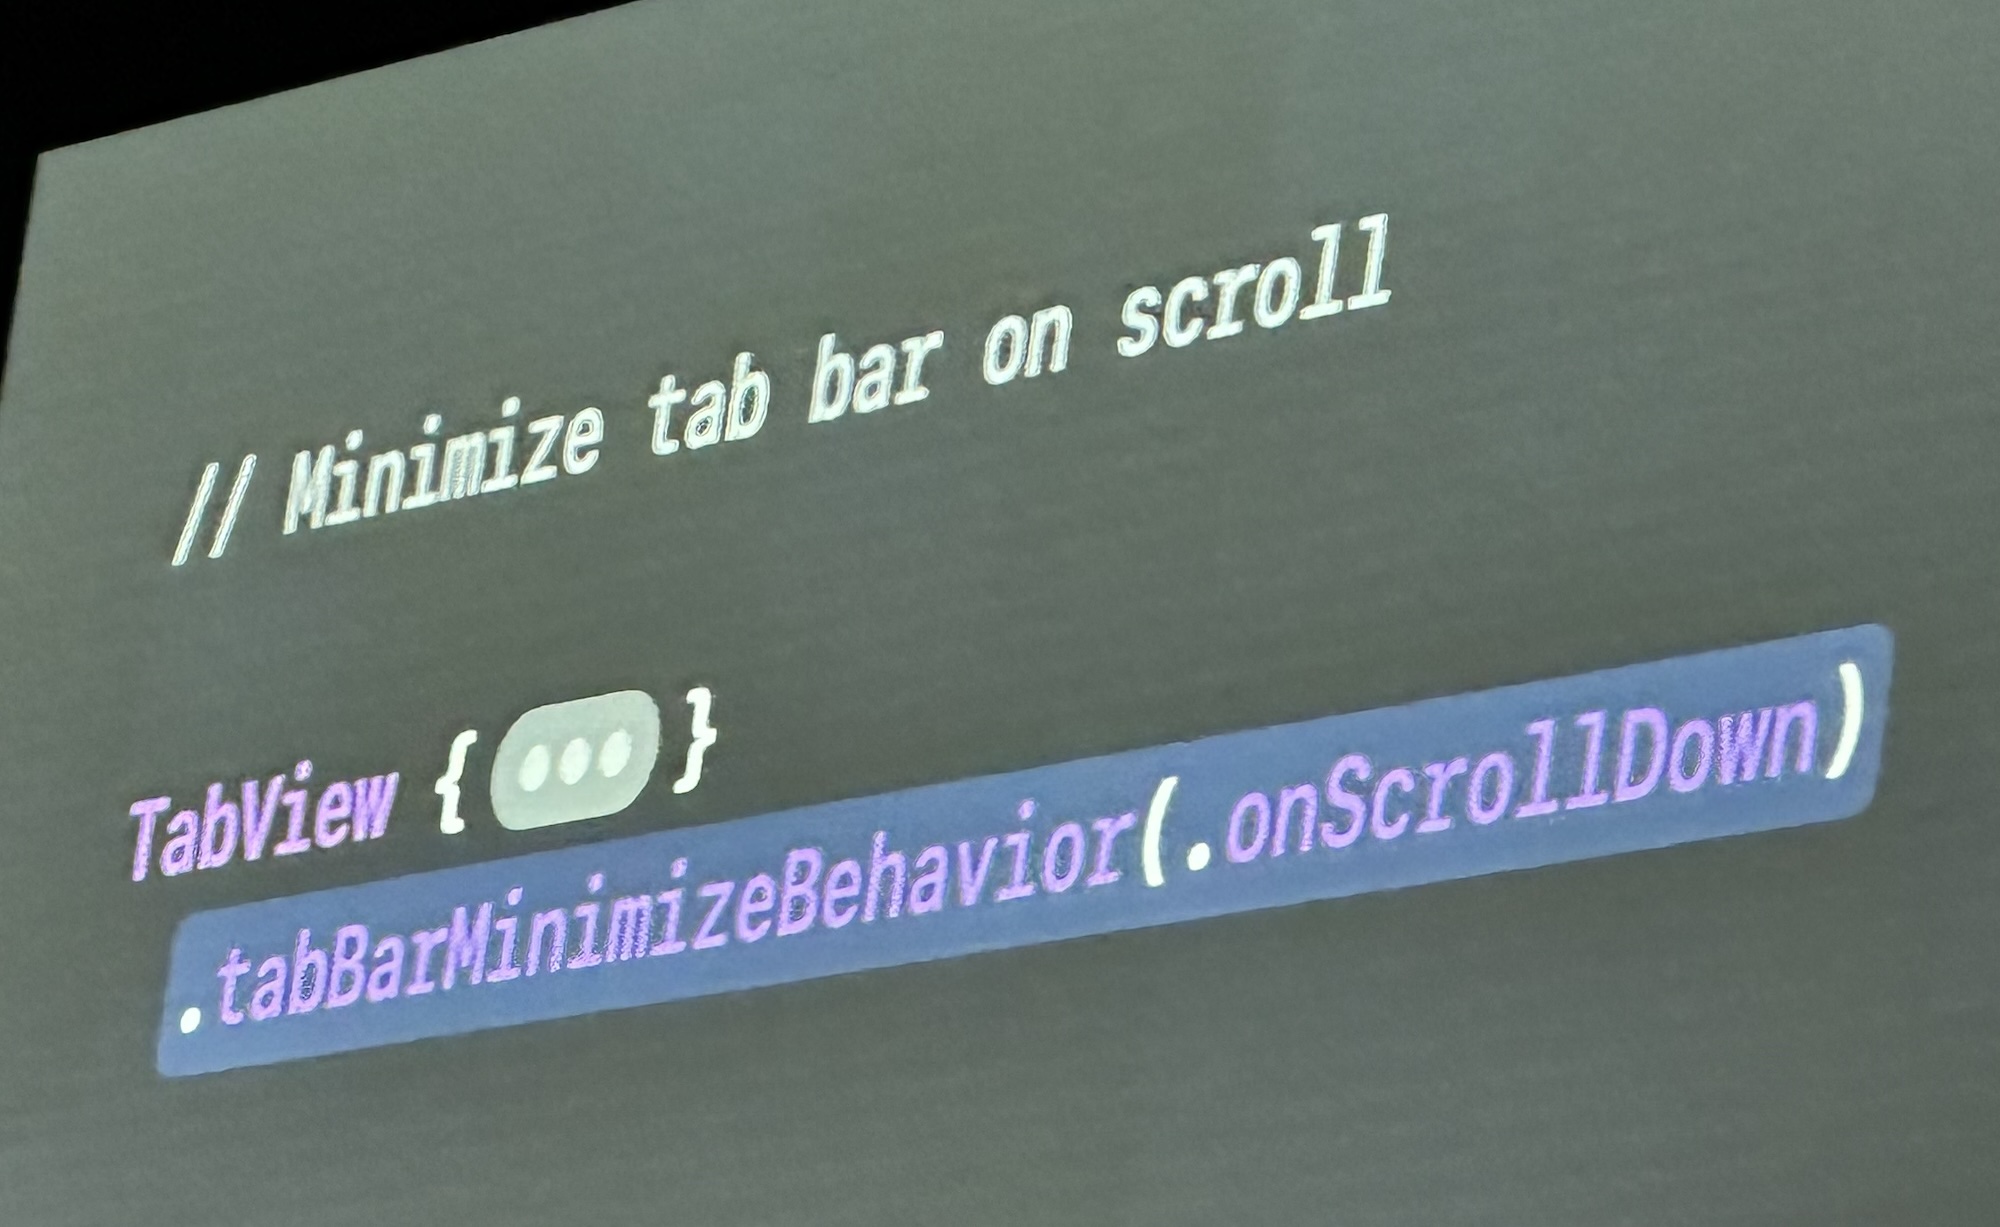 // Minimize tab bar on scroll
TabView { ••• }
.tabBarMinimizeBehavior(.onScrollDown)